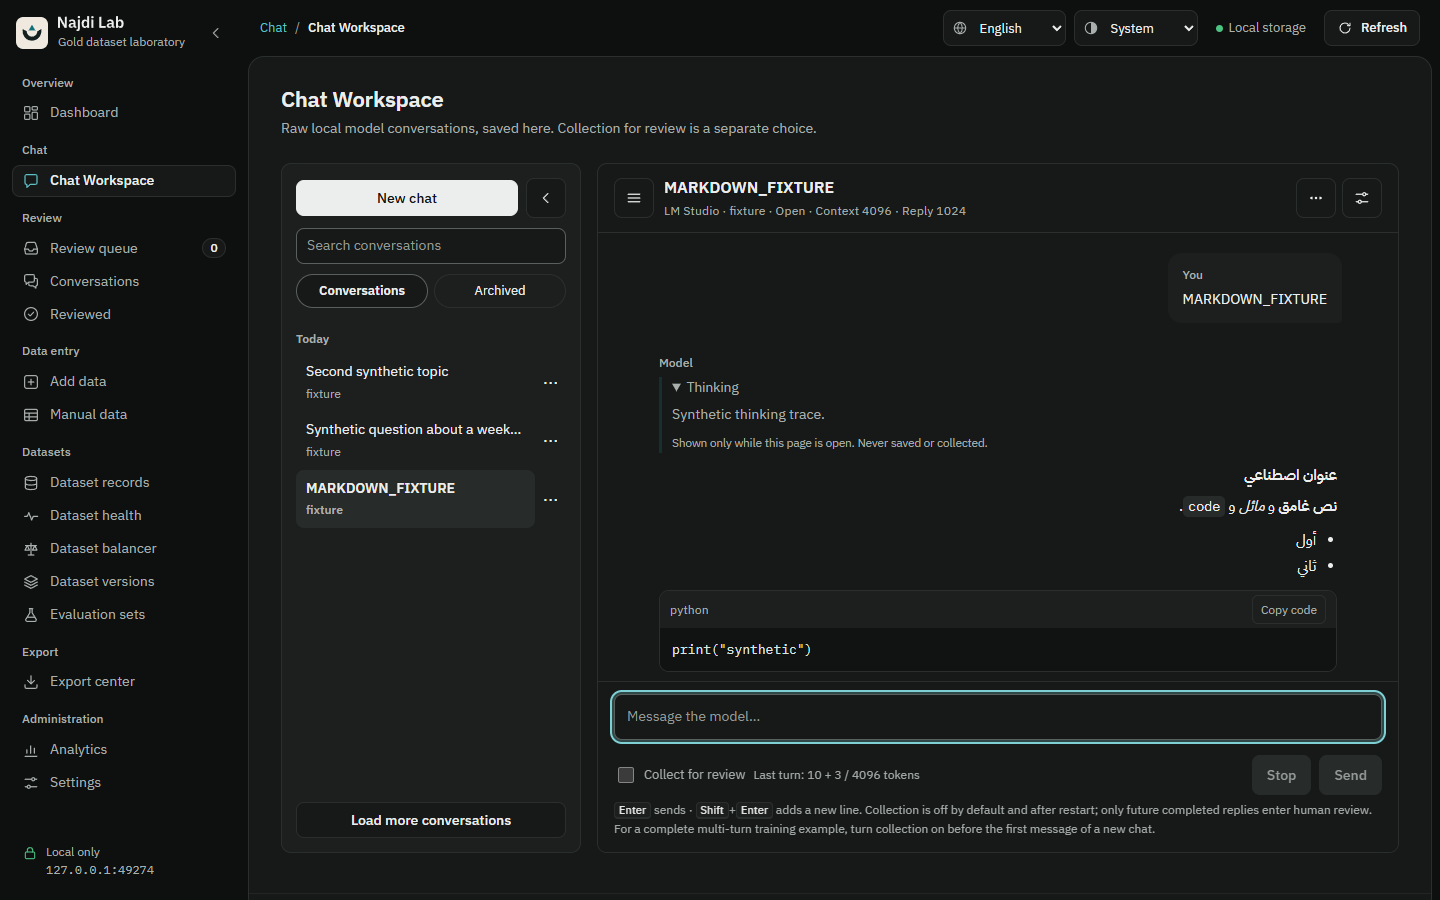 Najdi Lab
Gold dataset laboratory
Overview
Dashboard
Chat
Chat Workspace
Review
Review queue 0
Conversations
Reviewed
Data entry
Add data
Manual data
Datasets
Dataset records
Dataset health
Dataset balancer
Dataset versions
Evaluation sets
Export
Export center
Administration
Analytics
Settings
Local only
127.0.0.1:49274
Chat / Chat Workspace
English
System
Local storage
Refresh
Chat Workspace
Raw local model conversations, saved here. Collection for review is a separate choice.
New chat
Search conversations
Conversations
Archived
Today
Second synthetic topic
fixture
Synthetic question about a week...
fixture
MARKDOWN_FIXTURE
fixture
Load more conversations
MARKDOWN_FIXTURE
LM Studio · fixture · Open · Context 4096 · Reply 1024
You
MARKDOWN_FIXTURE
Model
▼ Thinking
Synthetic thinking trace.
Shown only while this page is open. Never saved or collected.
عنوان اصطناعي
نص غامق و مائل و code.
• أول
• ثاني
python
Copy code
print("synthetic")
Message the model...
Collect for review Last turn: 10 + 3 / 4096 tokens
Stop
Send
Enter sends · Shift + Enter adds a new line. Collection is off by default and after restart; only future completed replies enter human review.
For a complete multi-turn training example, turn collection on before the first message of a new chat.